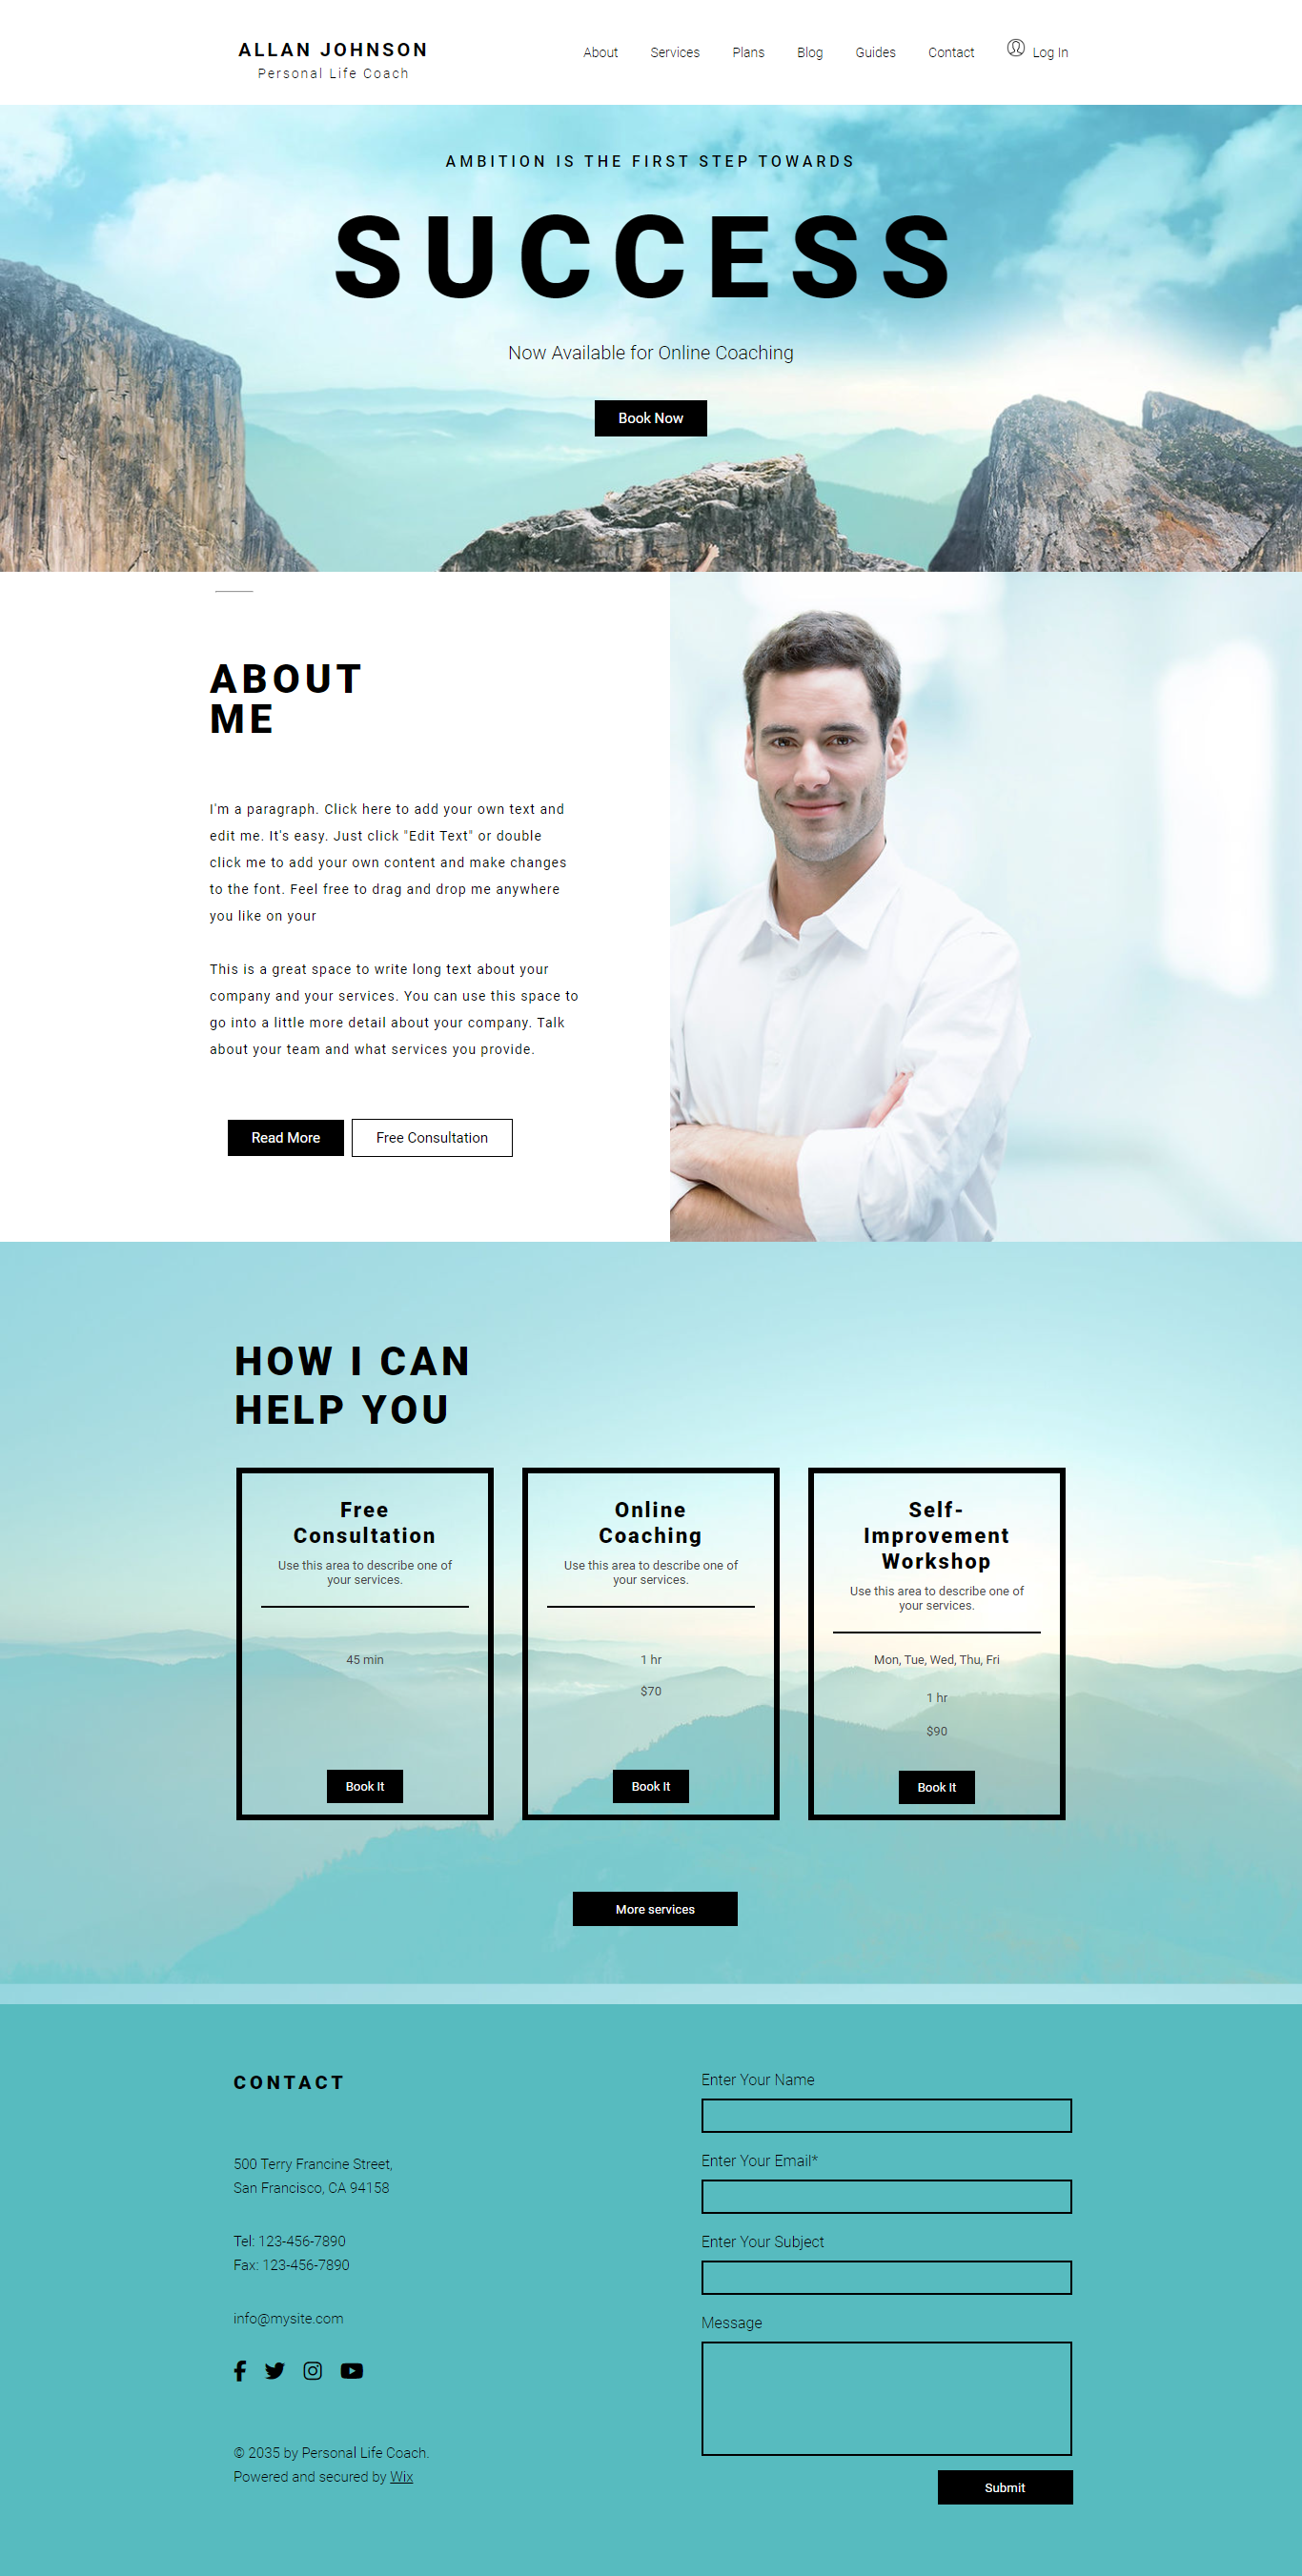 ALLAN JOHNSON
Personal Life Coach
About Services Plans Blog Guides Contact Log In
AMBITION IS THE FIRST STEP TOWARDS
SUCCESS
Now Available for Online Coaching
Book Now
ABOUT
ME
I'm a paragraph. Click here to add your own text and
edit me. It's easy. Just click "Edit Text" or double
click me to add your own content and make changes
to the font. Feel free to drag and drop me anywhere
you like on your
This is a great space to write long text about your
company and your services. You can use this space to
go into a little more detail about your company. Talk
about your team and what services you provide.
Read More
Free Consultation
HOW I CAN
HELP YOU
Free
Consultation
Use this area to describe one of
your services.
45 min
Book It
Online
Coaching
Use this area to describe one of
your services.
1 hr
$70
Book It
Self-
Improvement
Workshop
Use this area to describe one of
your services.
Mon, Tue, Wed, Thu, Fri
1 hr
$90
Book It
More services
CONTACT
500 Terry Francine Street,
San Francisco, CA 94158
Tel: 123-456-7890
Fax: 123-456-7890
info@mysite.com
© 2035 by Personal Life Coach.
Powered and secured by Wix
Enter Your Name
Enter Your Email*
Enter Your Subject
Message
Submit